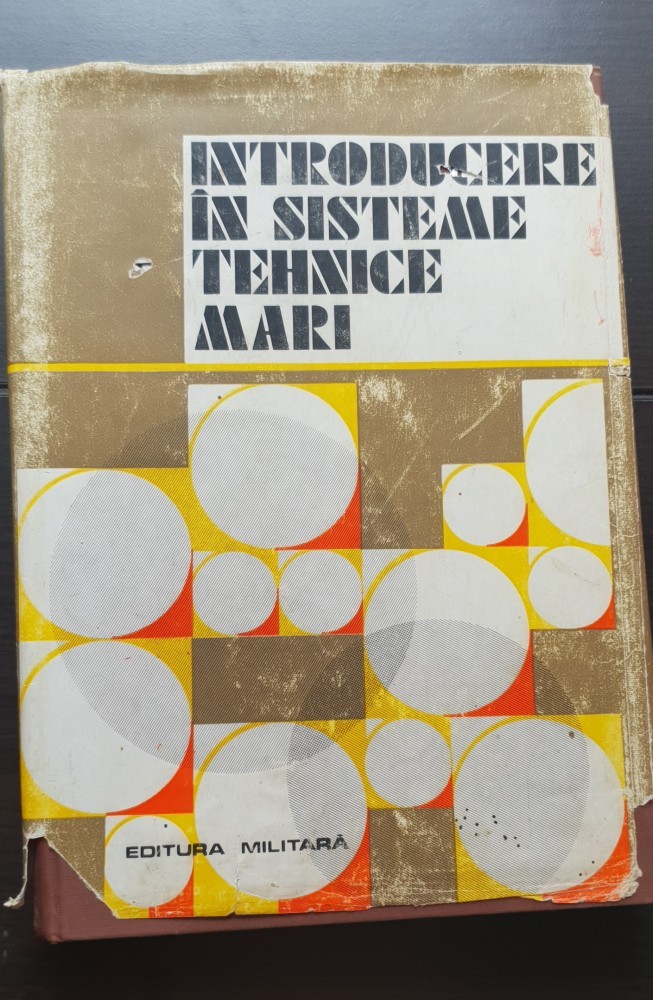 INTRODUCERE
ÎN SISTEME
TEHNICE
MARI
EDITURA MILITARĂ